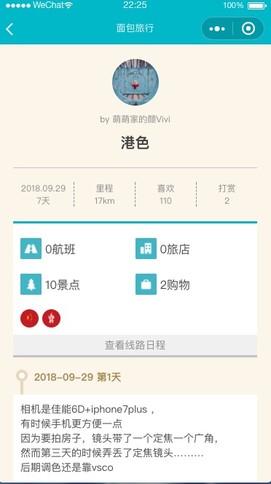 WeChat 22:25 100%
面包旅行
by 萌萌家的颜Vivi
港色
2018.09.29 里程 喜欢 打赏
7天 17km 110 2
0航班 0旅店
10景点 2购物
查看线路日程
2018-09-29 第1天
相机是佳能6D+iphone7plus ，
有时候手机更方便一点
因为要拍房子，镜头带了一个定焦一个广角，
然而第三天的时候弄丢了定焦镜头………
后期调色还是靠vsco